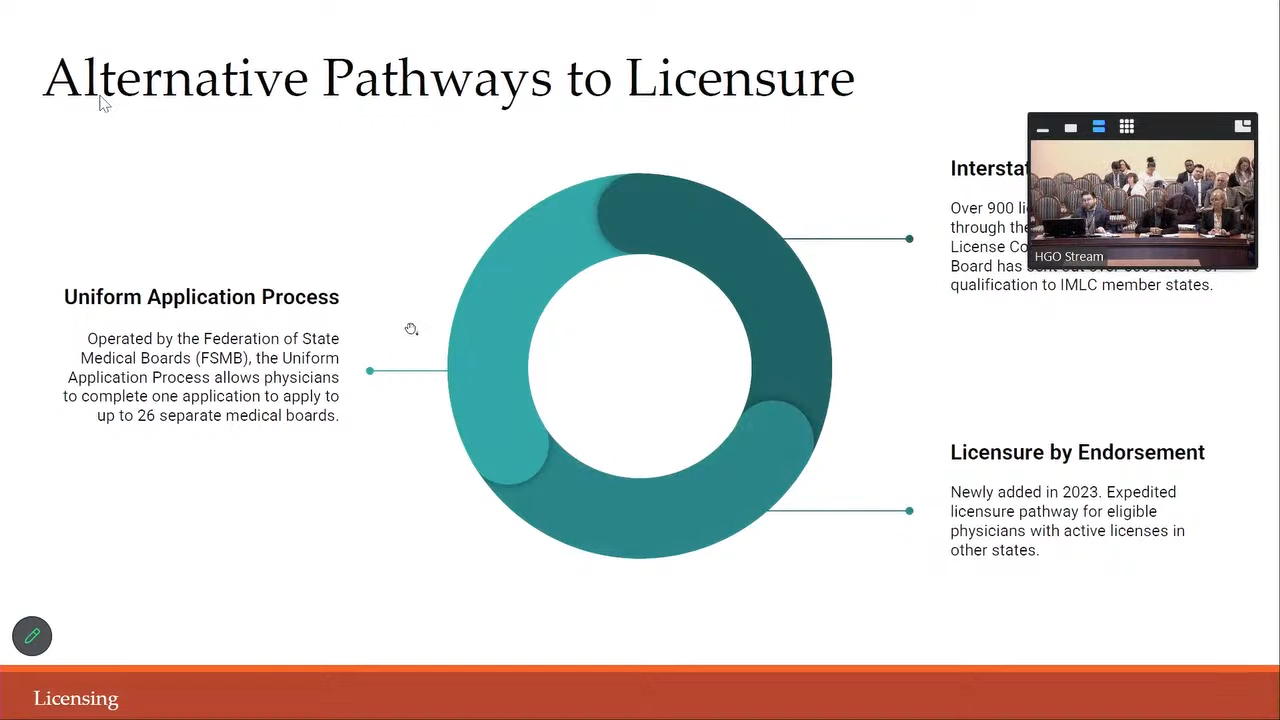 Alternative Pathways to Licensure
Uniform Application Process
Operated by the Federation of State
Medical Boards (FSMB), the Uniform
Application Process allows physicians
to complete one application to apply to
up to 26 separate medical boards.
Over 900
through the
License
Board has
qualification to IMLC member states.
HGO Stream
Licensure by Endorsement
Newly added in 2023. Expedited
licensure pathway for eligible
physicians with active licenses in
other states.
Licensing